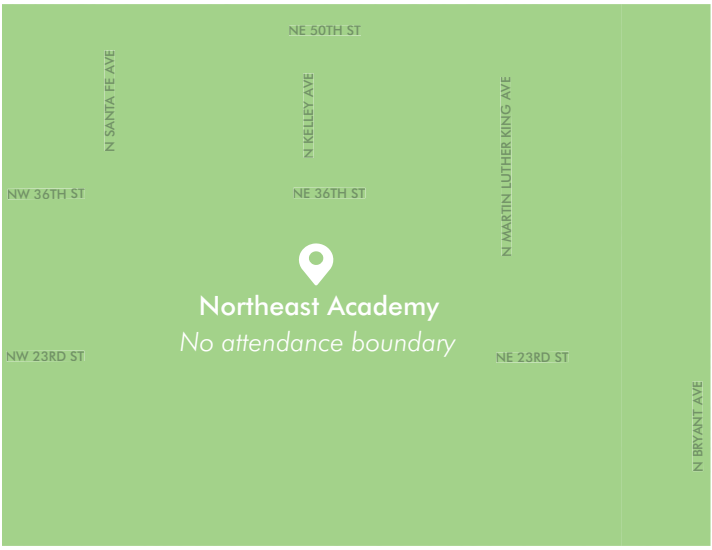 NE 50TH ST
N SANTA FE AVE
N KELLEY AVE
N MARTIN LUTHER KING AVE
NW 36TH ST
NE 36TH ST
Northeast Academy
No attendance boundary
NW 23RD ST
NE 23RD ST
N BRYANT AVE